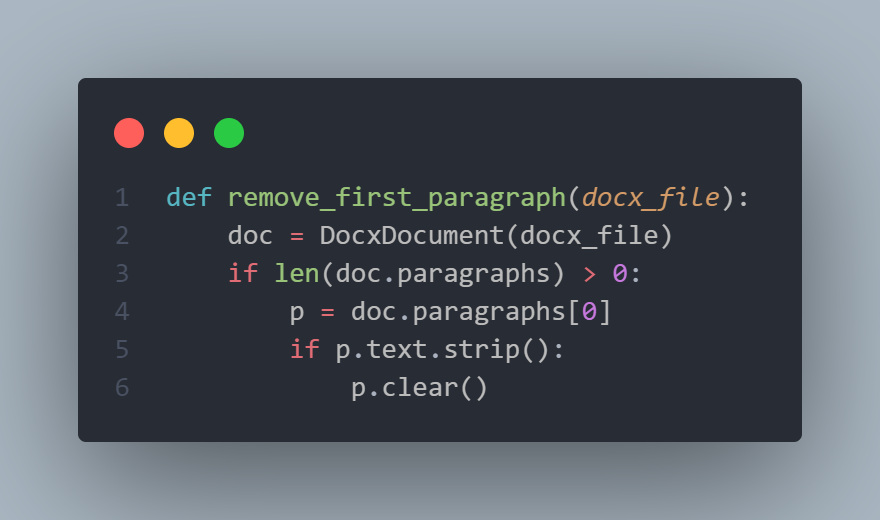 1 def remove_first_paragraph(docx_file):
2     doc = DocxDocument(docx_file)
3     if len(doc.paragraphs) > 0:
4         p = doc.paragraphs[0]
5         if p.text.strip():
6             p.clear()